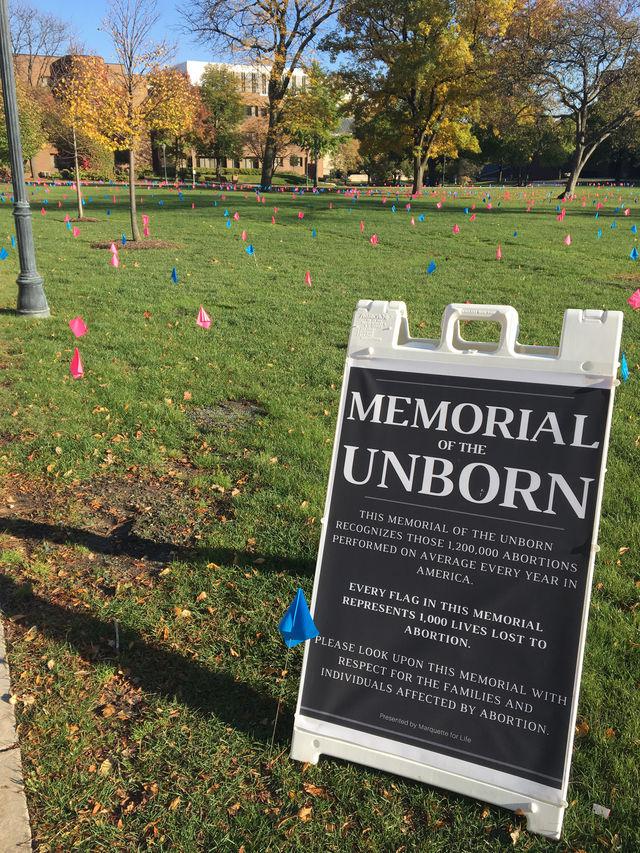 MEMORIAL
OF THE
UNBORN
THIS MEMORIAL OF THE UNBORN
RECOGNIZES THOSE 1,200,000 ABORTIONS
PERFORMED ON AVERAGE EVERY YEAR IN
AMERICA.
EVERY FLAG IN THIS MEMORIAL
REPRESENTS 1,000 LIVES LOST TO
ABORTION.
PLEASE LOOK UPON THIS MEMORIAL WITH
RESPECT FOR THE FAMILIES AND
INDIVIDUALS AFFECTED BY ABORTION.
Presented by Marquette for Life